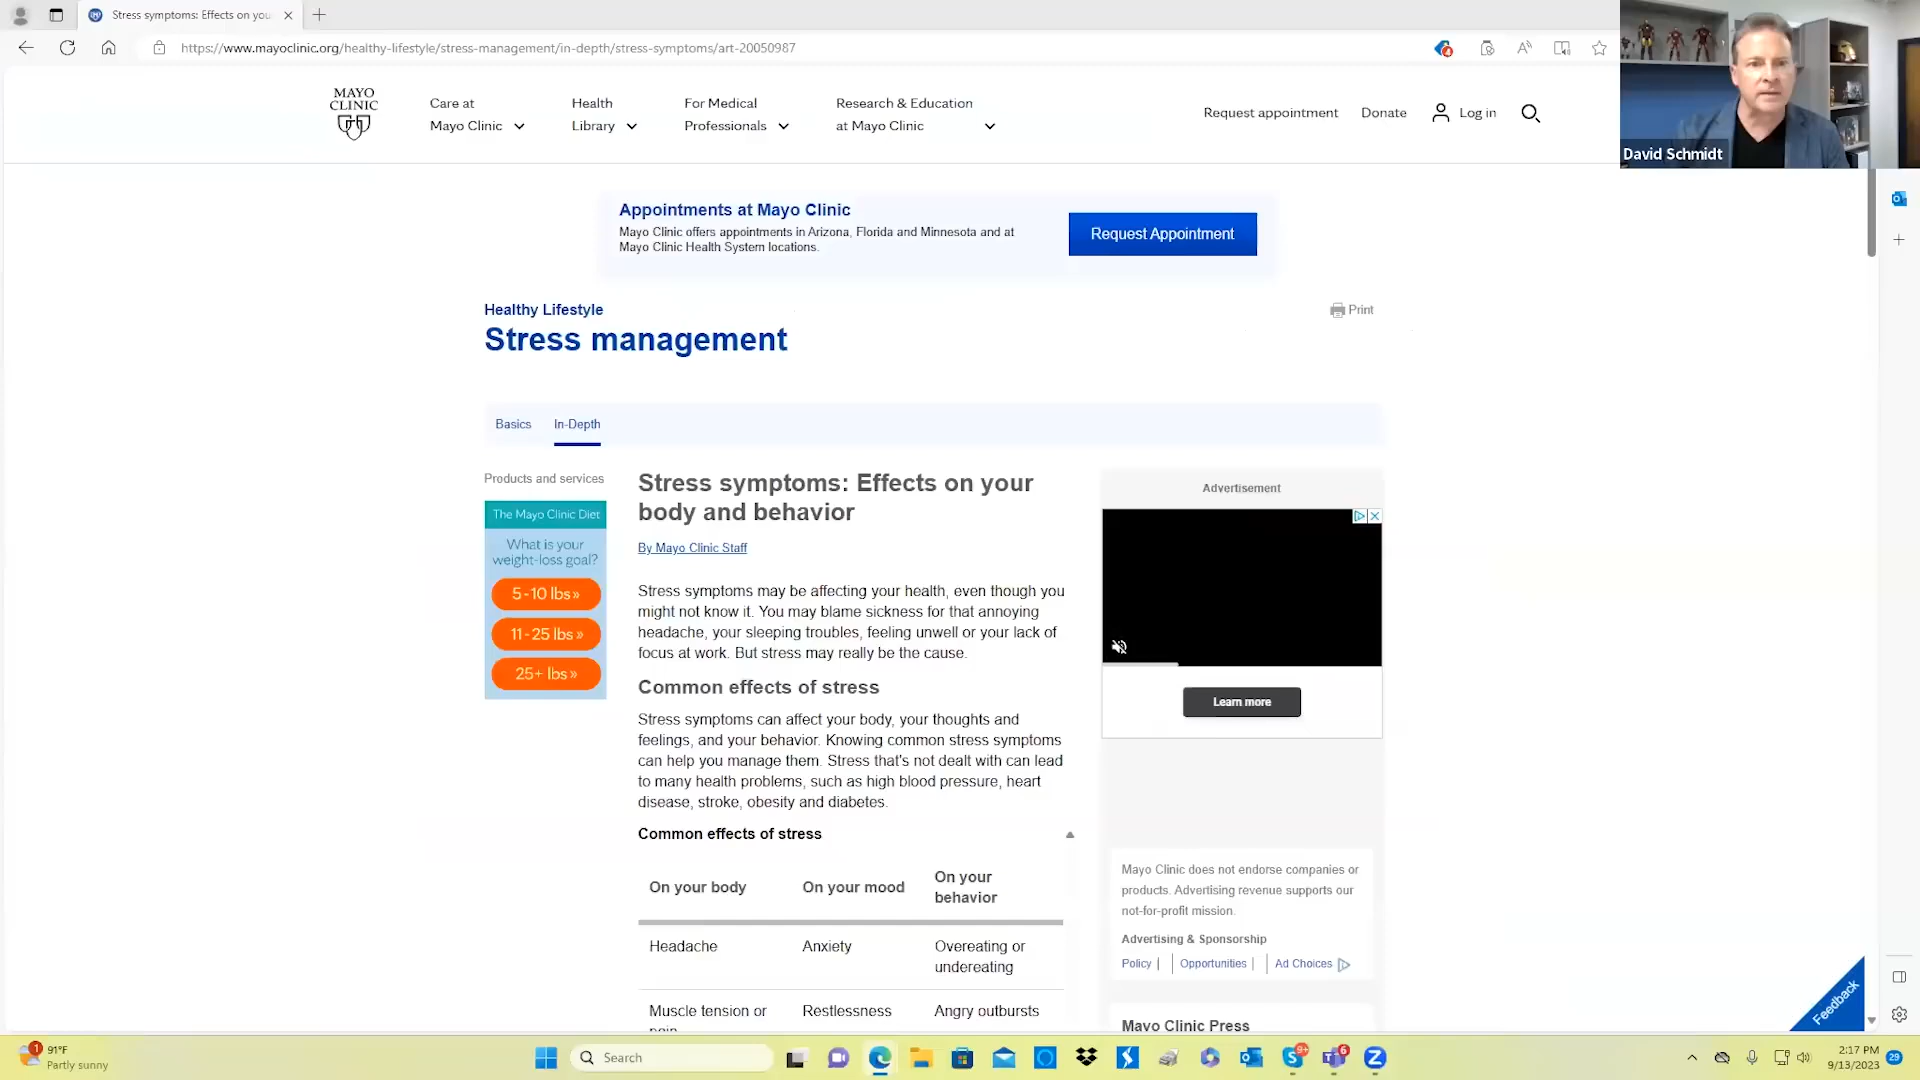 Stress symptoms: Effects on you
https://www.mayoclinic.org/healthy-lifestyle/stress-management/in-depth/stress-symptoms/art-20050987
4
MAYO
CLINIC
Care at
Mayo Clinic
Health
Library
For Medical
Professionals
Research & Education
at Mayo Clinic
Request appointment
Donate
Log in
David Schmidt
Appointments at Mayo Clinic
Mayo Clinic offers appointments in Arizona, Florida and Minnesota and at
Mayo Clinic Health System locations.
Request Appointment
Healthy Lifestyle
Print
Stress management
Basics
In-Depth
Products and services
The Mayo Clinic Diet
What is your
weight-loss goal?
5-10 lbs»
11-25 lbs»
25+ lbs»
Stress symptoms: Effects on your
body and behavior
By Mayo Clinic Staff
Stress symptoms may be affecting your health, even though you
might not know it. You may blame sickness for that annoying
headache, your sleeping troubles, feeling unwell or your lack of
focus at work. But stress may really be the cause.
Common effects of stress
Stress symptoms can affect your body, your thoughts and
feelings, and your behavior. Knowing common stress symptoms
can help you manage them. Stress that's not dealt with can lead
to many health problems, such as high blood pressure, heart
disease, stroke, obesity and diabetes.
Common effects of stress
On your body
On your mood
On your
behavior
Headache
Anxiety
Overeating or
undereating
Muscle tension or
pain
Restlessness
Angry outbursts
Advertisement
Learn more
Mayo Clinic does not endorse companies or
products. Advertising revenue supports our
not-for-profit mission.
Advertising & Sponsorship
Policy |
Opportunities |
Ad Choices
Mayo Clinic Press
Feedback
1
91°F
Partly sunny
Search
9+
6
2:17 PM
9/13/2023
29